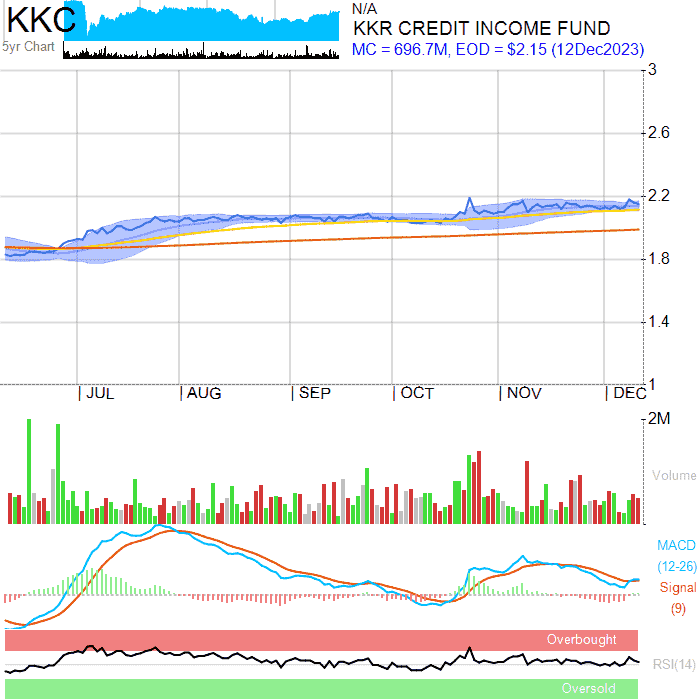 KKC
N/A
KKR CREDIT INCOME FUND
5yr Chart
MC = 696.7M, EOD = $2.15 (12Dec2023)
3
2.6
2.2
1.8
1.4
1
| JUL | AUG | SEP | OCT | NOV | DEC
2M
Volume
MACD
(12-26)
Signal
(9)
Overbought
RSI(14)
Oversold